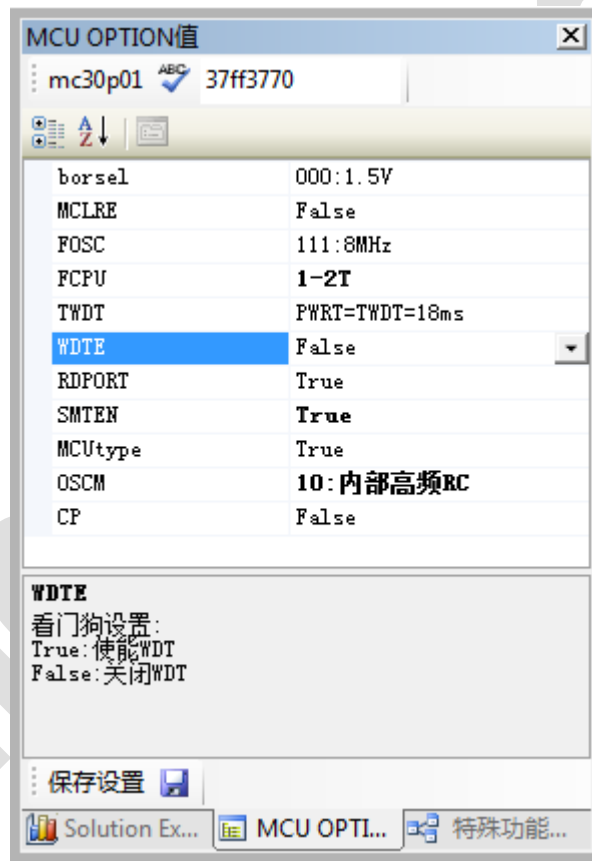 MCU OPTION值
mc30p01 ABC 37ff3770
A
Z
borsel 000:1.5V
MCLRE False
FOSC 111:8MHz
FCPU 1-2T
TWDT PWRT=TWDT=18ms
WDTE False
RDPORT True
SMTEN True
MCUtype True
OSCM 10:内部高频RC
CP False
WDTE
看门狗设置:
True:使能WDT
False:关闭WDT
保存设置
Solution Ex... MCU OPTI... 特殊功能...